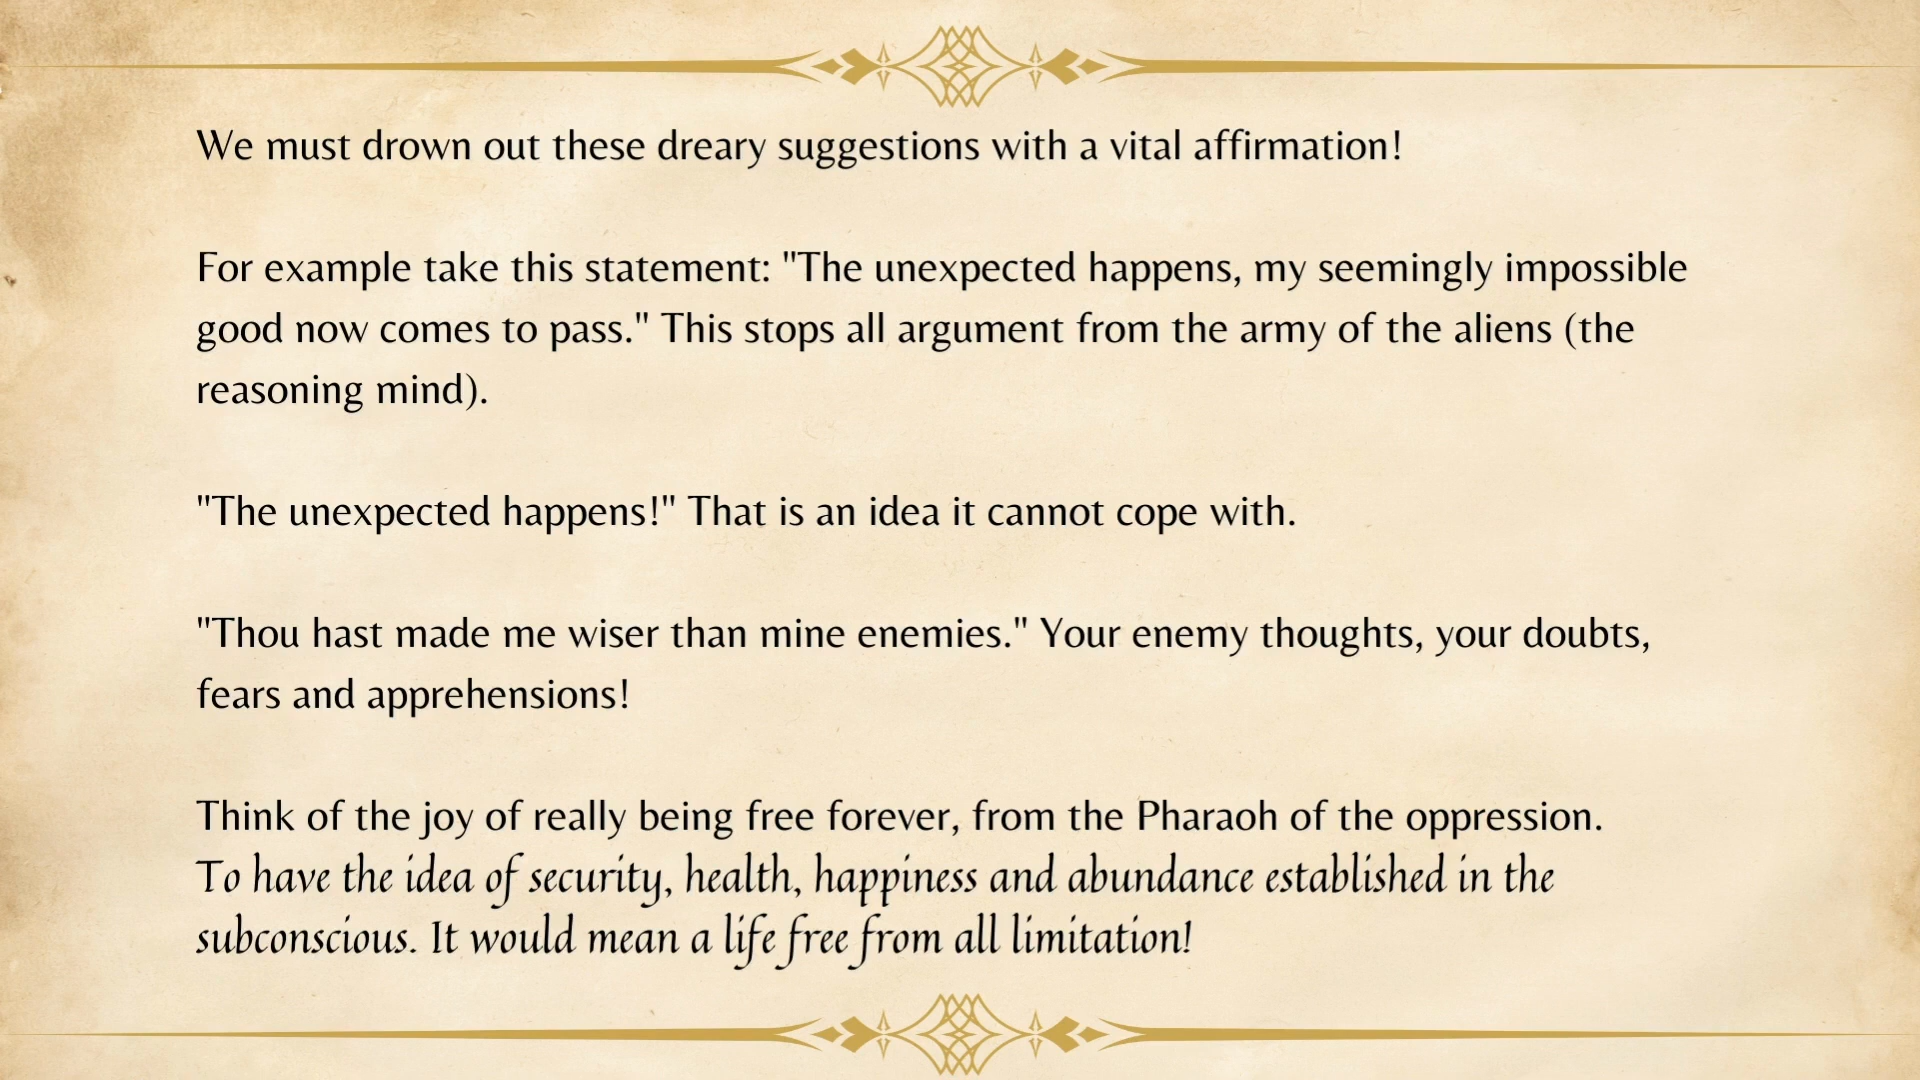 We must drown out these dreary suggestions with a vital affirmation!
For example take this statement: "The unexpected happens, my seemingly impossible
good now comes to pass." This stops all argument from the army of the aliens (the
reasoning mind).
"The unexpected happens!" That is an idea it cannot cope with.
"Thou hast made me wiser than mine enemies." Your enemy thoughts, your doubts,
fears and apprehensions!
Think of the joy of really being free forever, from the Pharaoh of the oppression.
To have the idea of security, health, happiness and abundance established in the
subconscious. It would mean a life free from all limitation!